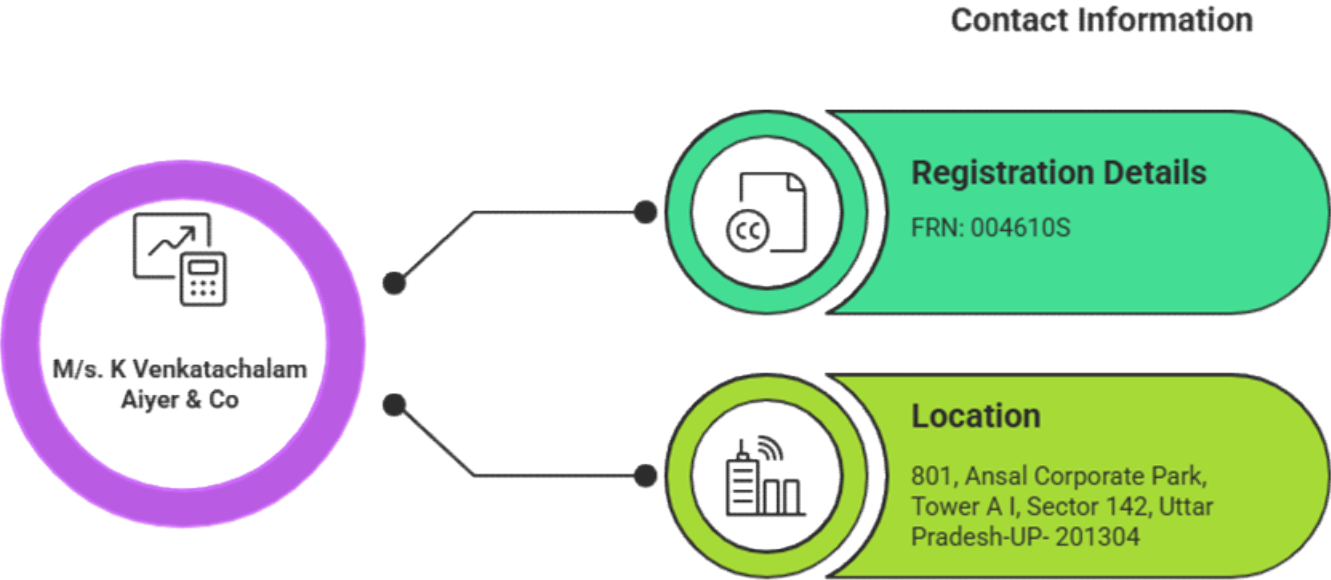 Contact Information
M/s. K Venkatachalam
Aiyer & Co
Registration Details
FRN: 004610S
Location
801, Ansal Corporate Park,
Tower A I, Sector 142, Uttar
Pradesh-UP- 201304